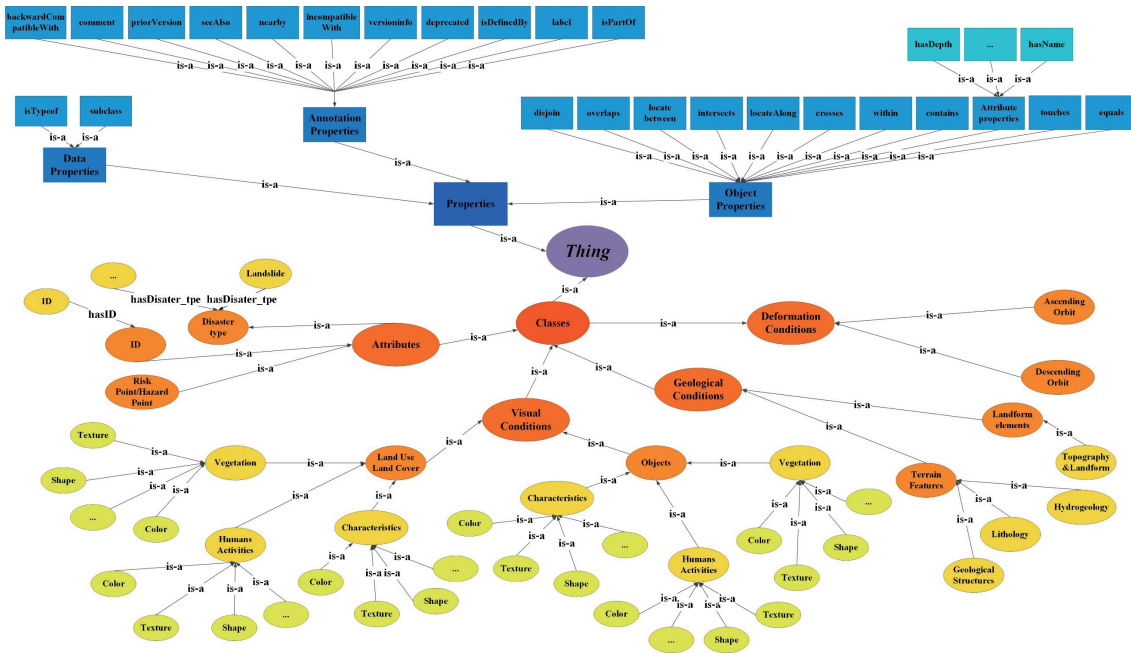 backwardCom
patibleWith
comment
priorVersion
seeAlso
nearby
incompatible
With
versioninfo
deprecated
isDefinedBy
label
isPartOf
is-a
is-a
is-a
is-a
is-a
is-a
is-a
is-a
is-a
is-a
is-a
hasDepth
...
hasName
is-a
is-a
is-a
isTypeof
subclass
is-a
is-a
Data
Properties
Annotation
Properties
disjoin
overlaps
locate
between
intersects
locateAlong
crosses
within
contains
Attribute
properties
touches
equals
is-a
is-a
is-a
is-a
is-a
is-a
is-a
is-a
is-a
is-a
is-a
Object
Properties
is-a
is-a
is-a
Properties
is-a
Thing
is-a
...
Landslide
ID
hasDisater_tpe
hasDisater_tpe
hasID
Disaster
type
ID
is-a
Attributes
is-a
is-a
is-a
Risk
Point/Hazard
Point
Classes
is-a
Deformation
Conditions
is-a
Ascending
Orbit
is-a
Descending
Orbit
is-a
is-a
Geological
Conditions
Visual
Conditions
is-a
is-a
Landform
elements
is-a
Topography
&Landform
Terrain
Features
is-a
Hydrogeology
is-a
Lithology
is-a
Geological
Structures
is-a
is-a
Land Use
Land Cover
Objects
is-a
Vegetation
is-a
Texture
is-a
Shape
is-a
...
is-a
Color
is-a
is-a
Humans
Activities
is-a
Color
is-a
Texture
is-a
Shape
is-a
...
is-a
Characteristics
is-a
Color
is-a
Texture
is-a
Shape
is-a
...
is-a
Characteristics
is-a
Color
is-a
Texture
is-a
Shape
is-a
...
is-a
Humans
Activities
is-a
Color
is-a
...
is-a
Shape
is-a
Texture
is-a
Vegetation
is-a
Color
is-a
Texture
is-a
Shape
is-a
...